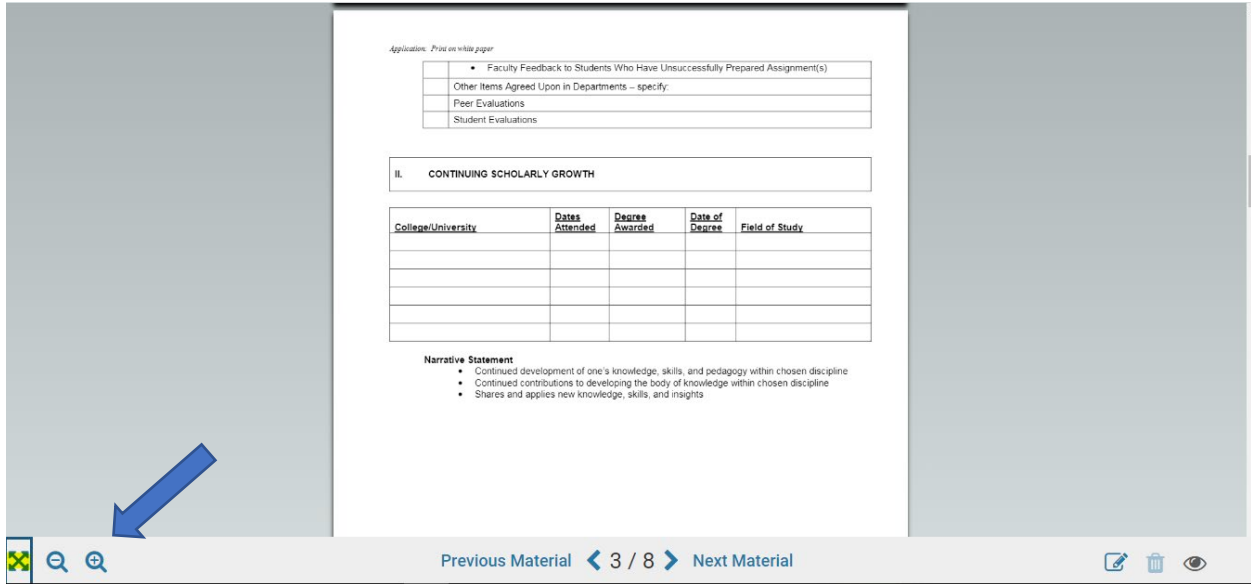 Application: Print on white paper
• Faculty Feedback to Students Who Have Unsuccessfully Prepared Assignment(s)
Other Items Agreed Upon in Departments – specify:
Peer Evaluations
Student Evaluations
II. CONTINUING SCHOLARLY GROWTH
College/University Dates Attended Degree Awarded Date of Degree Field of Study
Narrative Statement
• Continued development of one's knowledge, skills, and pedagogy within chosen discipline
• Continued contributions to developing the body of knowledge within chosen discipline
• Shares and applies new knowledge, skills, and insights
Previous Material 3 / 8 Next Material